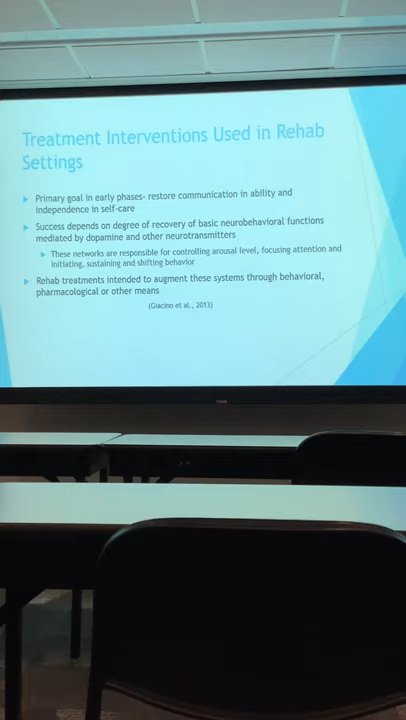 Treatment Interventions Used in Rehab
Settings
Primary goal in early phases- restore communication in ability and
independence in self-care
Success depends on degree of recovery of basic neurobehavioral functions
mediated by dopamine and other neurotransmitters
These networks are responsible for controlling arousal level, focusing attention and
initiating, sustaining and shifting behavior
Rehab treatments intended to augment these systems through behavioral,
pharmacological or other means
(Giacino et al., 2013)